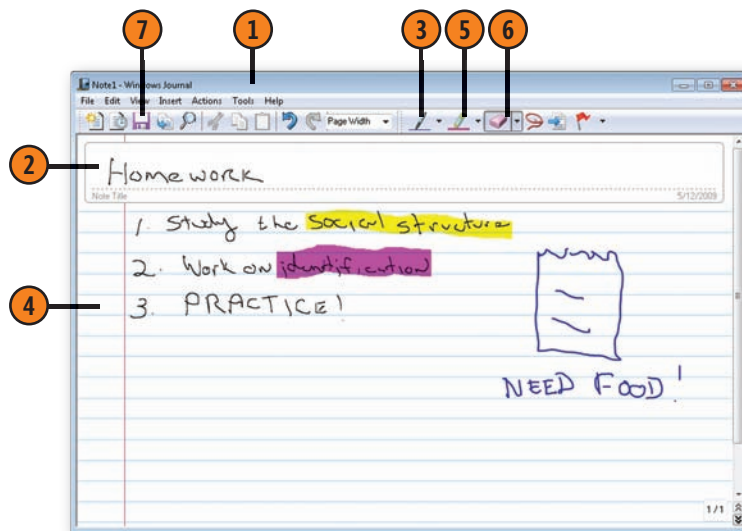 7 1 3 5 6
Note1 - Windows Journal
File Edit View Insert Actions Tools Help
Page Width
2
Homework
Note Title 5/12/2009
1. Study the social structure
2. Work on identification
4
3. PRACTICE!
NEED FOOD!
1/1